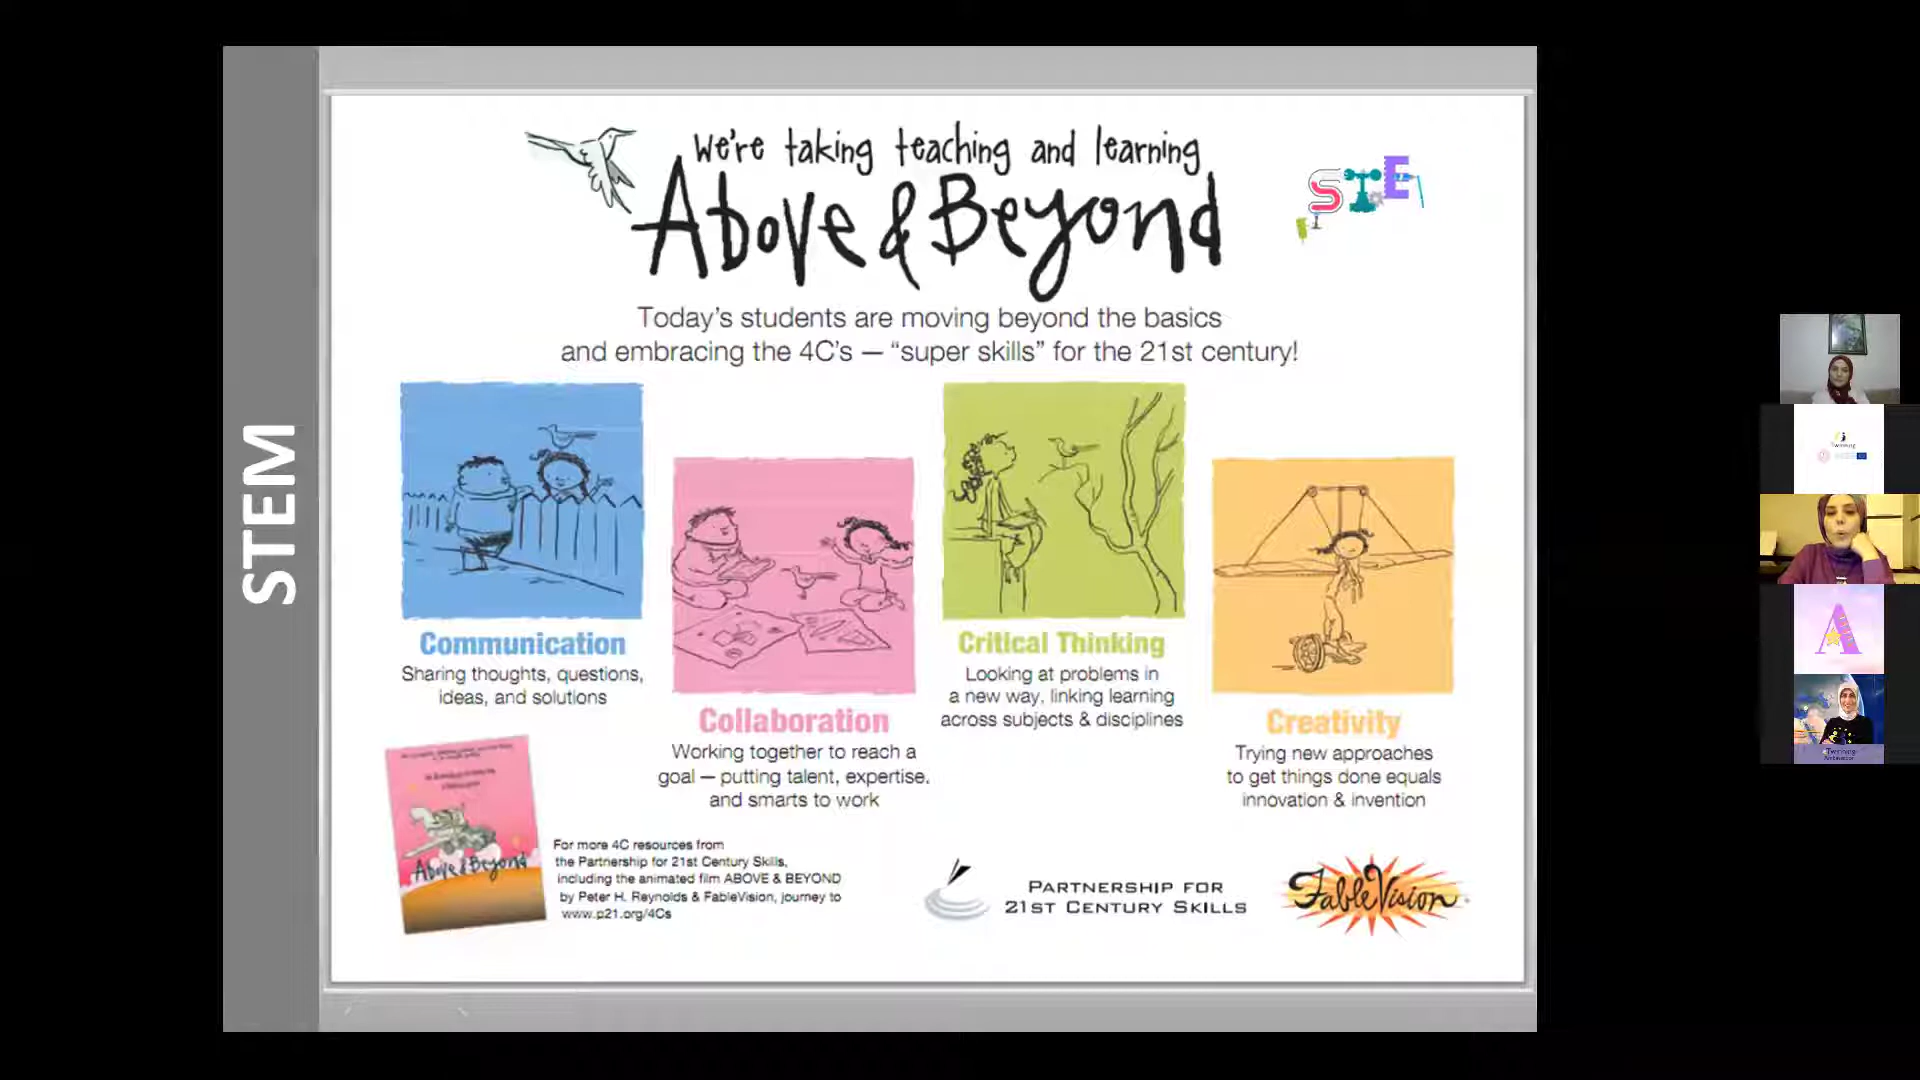 STEM
We're taking teaching and learning
Above & Beyond
STE
Today's students are moving beyond the basics
and embracing the 4C's — "super skills" for the 21st century!
Communication
Sharing thoughts, questions,
ideas, and solutions
Collaboration
Working together to reach a
goal — putting talent, expertise,
and smarts to work
Critical Thinking
Looking at problems in
a new way, linking learning
across subjects & disciplines
Creativity
Trying new approaches
to get things done equals
innovation & invention
Above & Beyond
For more 4C resources from
the Partnership for 21st Century Skills,
including the animated film ABOVE & BEYOND
by Peter H. Reynolds & FableVision, journey to
www.p21.org/4Cs
PARTNERSHIP FOR
21ST CENTURY SKILLS
FableVision
A